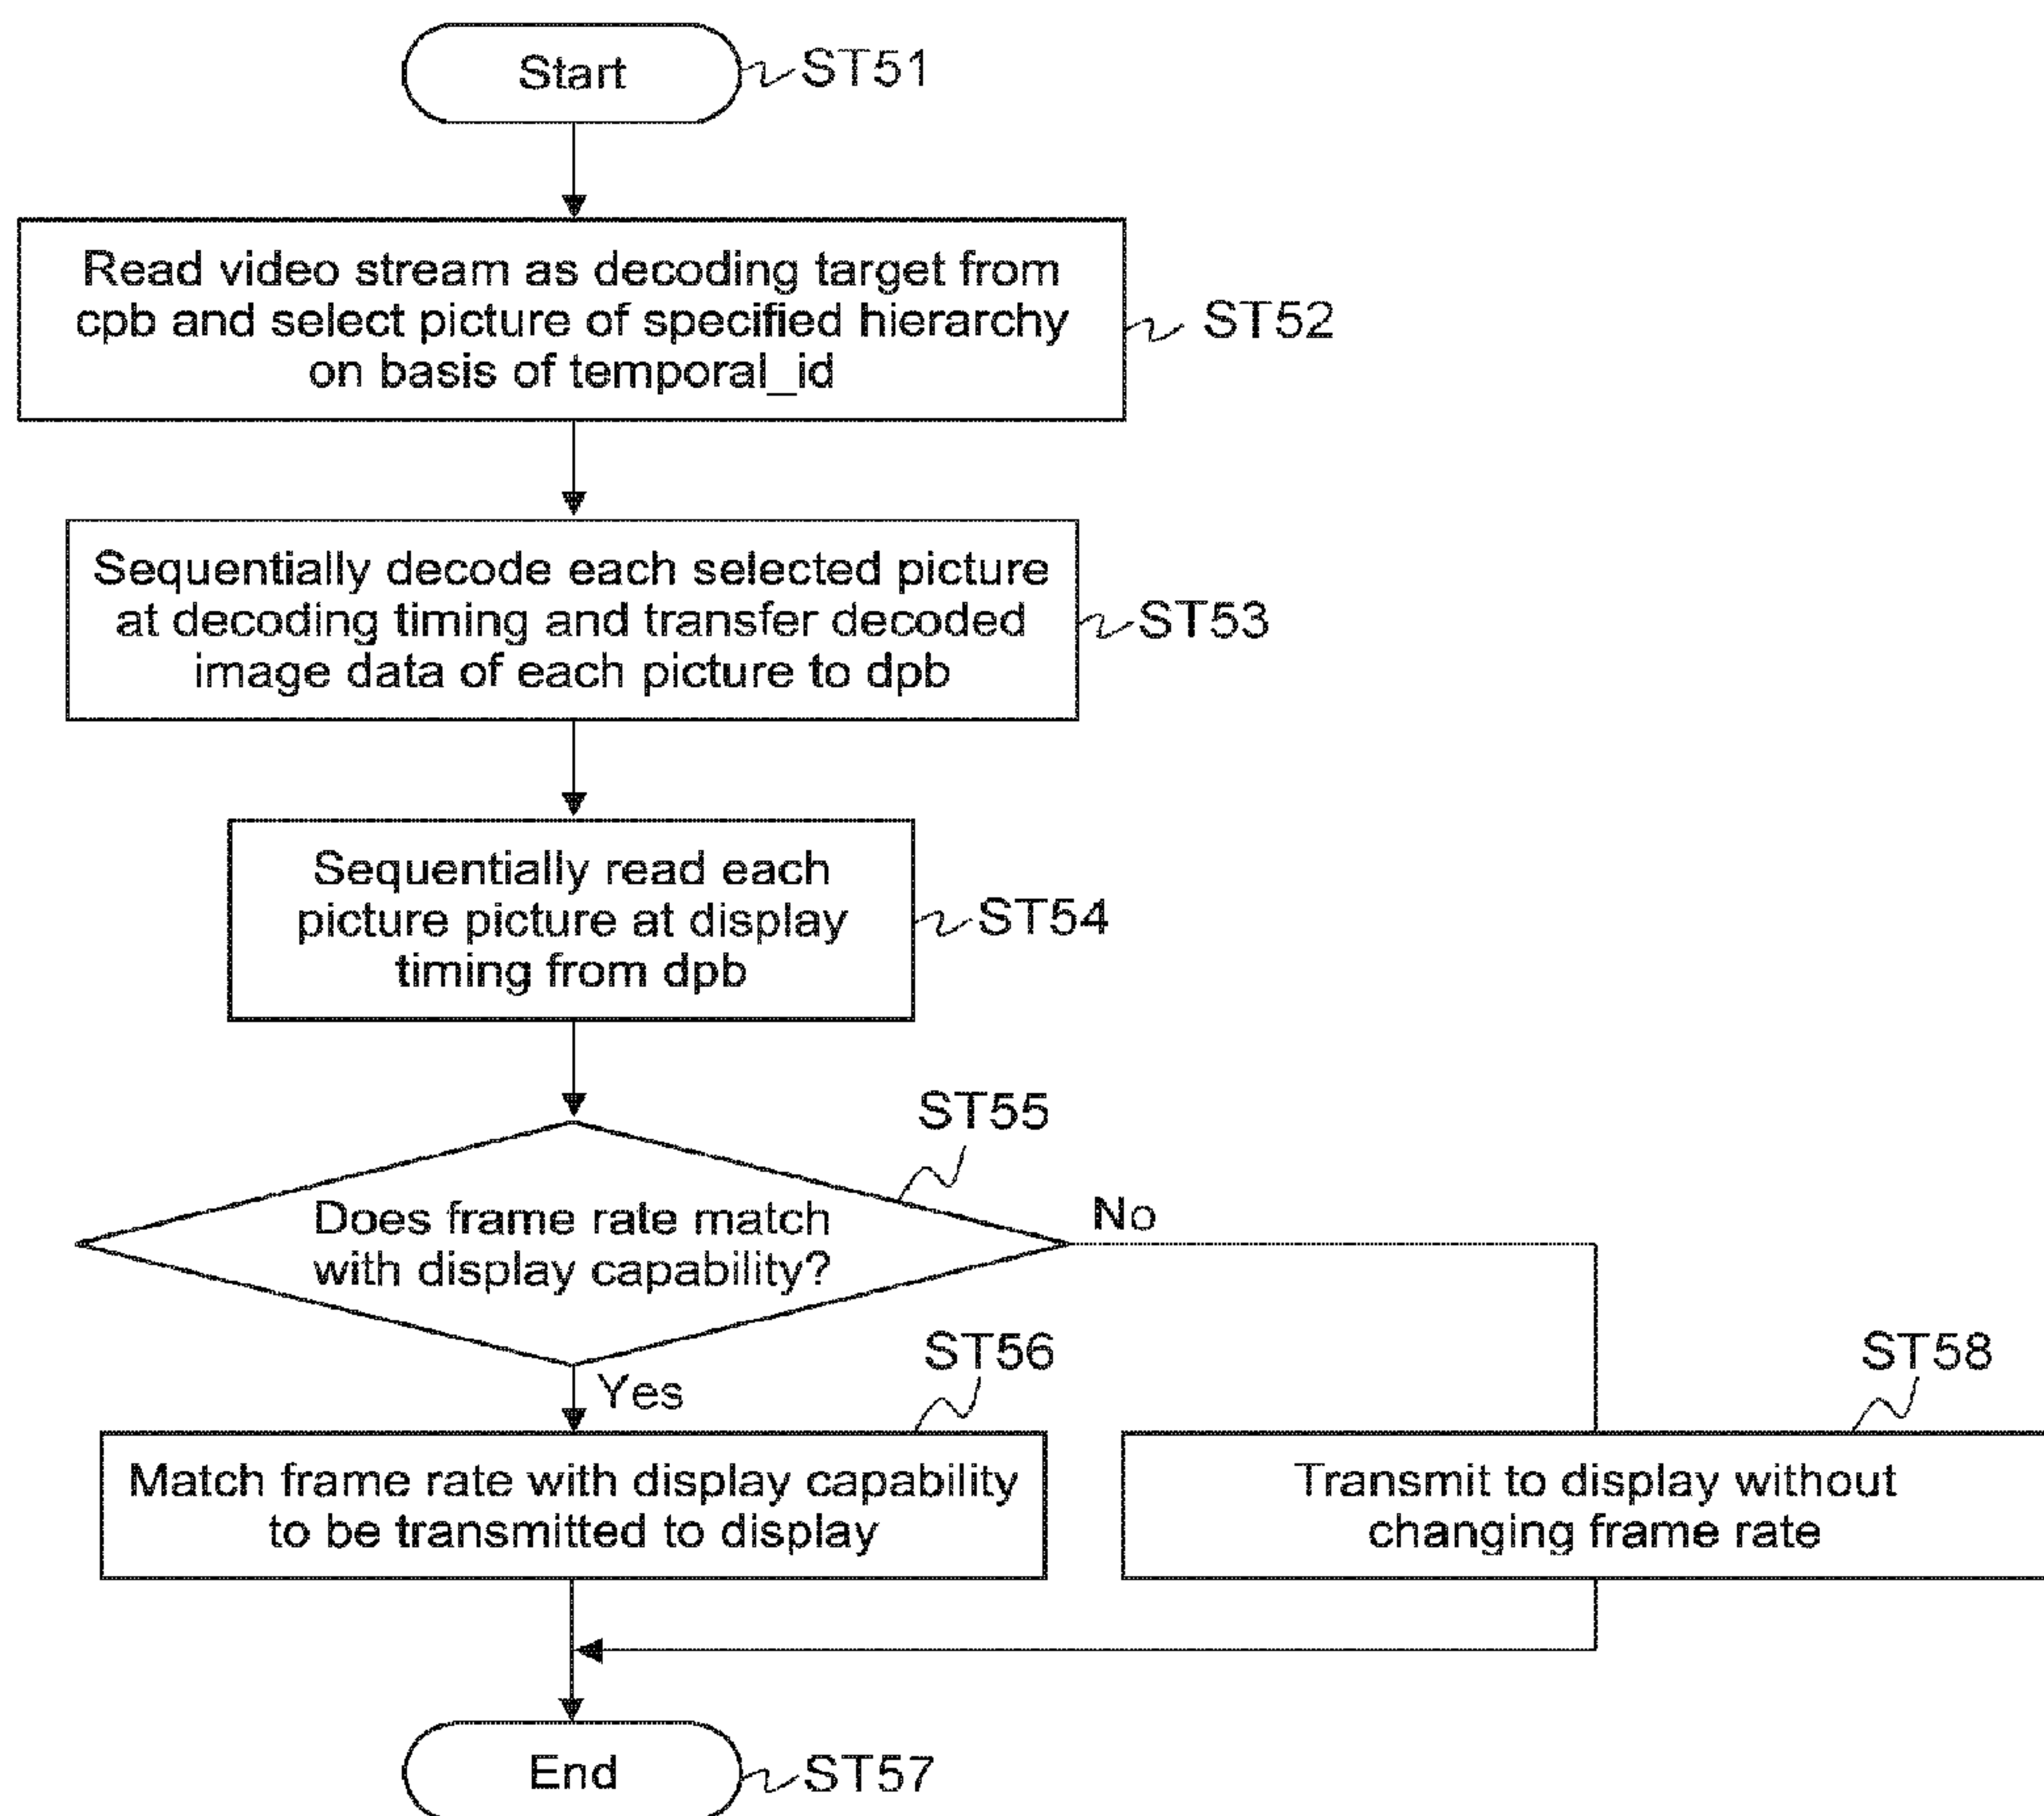 Start
ST51
Read video stream as decoding target from
cpb and select picture of specified hierarchy
on basis of temporal_id
ST52
Sequentially decode each selected picture
at decoding timing and transfer decoded
image data of each picture to dpb
ST53
Sequentially read each
picture picture at display
timing from dpb
ST54
ST55
Does frame rate match
with display capability?
No
Yes
ST56
Match frame rate with display capability
to be transmitted to display
ST58
Transmit to display without
changing frame rate
End
ST57